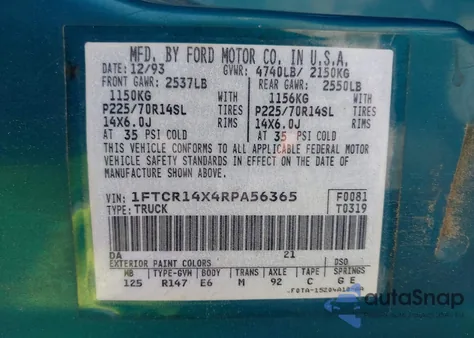 MFD. BY FORD MOTOR CO. IN U.S.A.
DATE: 12/93 GVWR: 4740LB/ 2150KG
FRONT GAWR: 2537LB REAR GAWR: 2550LB
1150KG WITH 1156KG WITH
P225/70R14SL TIRES P225/70R14SL TIRES
14X6.0J RIMS 14X6.0J RIMS
AT 35 PSI COLD AT 35 PSI COLD
THIS VEHICLE CONFORMS TO ALL APPLICABLE FEDERAL MOTOR
VEHICLE SAFETY STANDARDS IN EFFECT ON THE DATE OF
MANUFACTURE SHOWN ABOVE.
VIN: 1FTCR14X4RPA56365 F0081
TYPE: TRUCK T0319
DA 21
EXTERIOR PAINT COLORS DSO
WB TYPE-GVW BODY TRANS AXLE TAPE SPRINGS
125 R147 E6 M 92 C G E
autoSnap